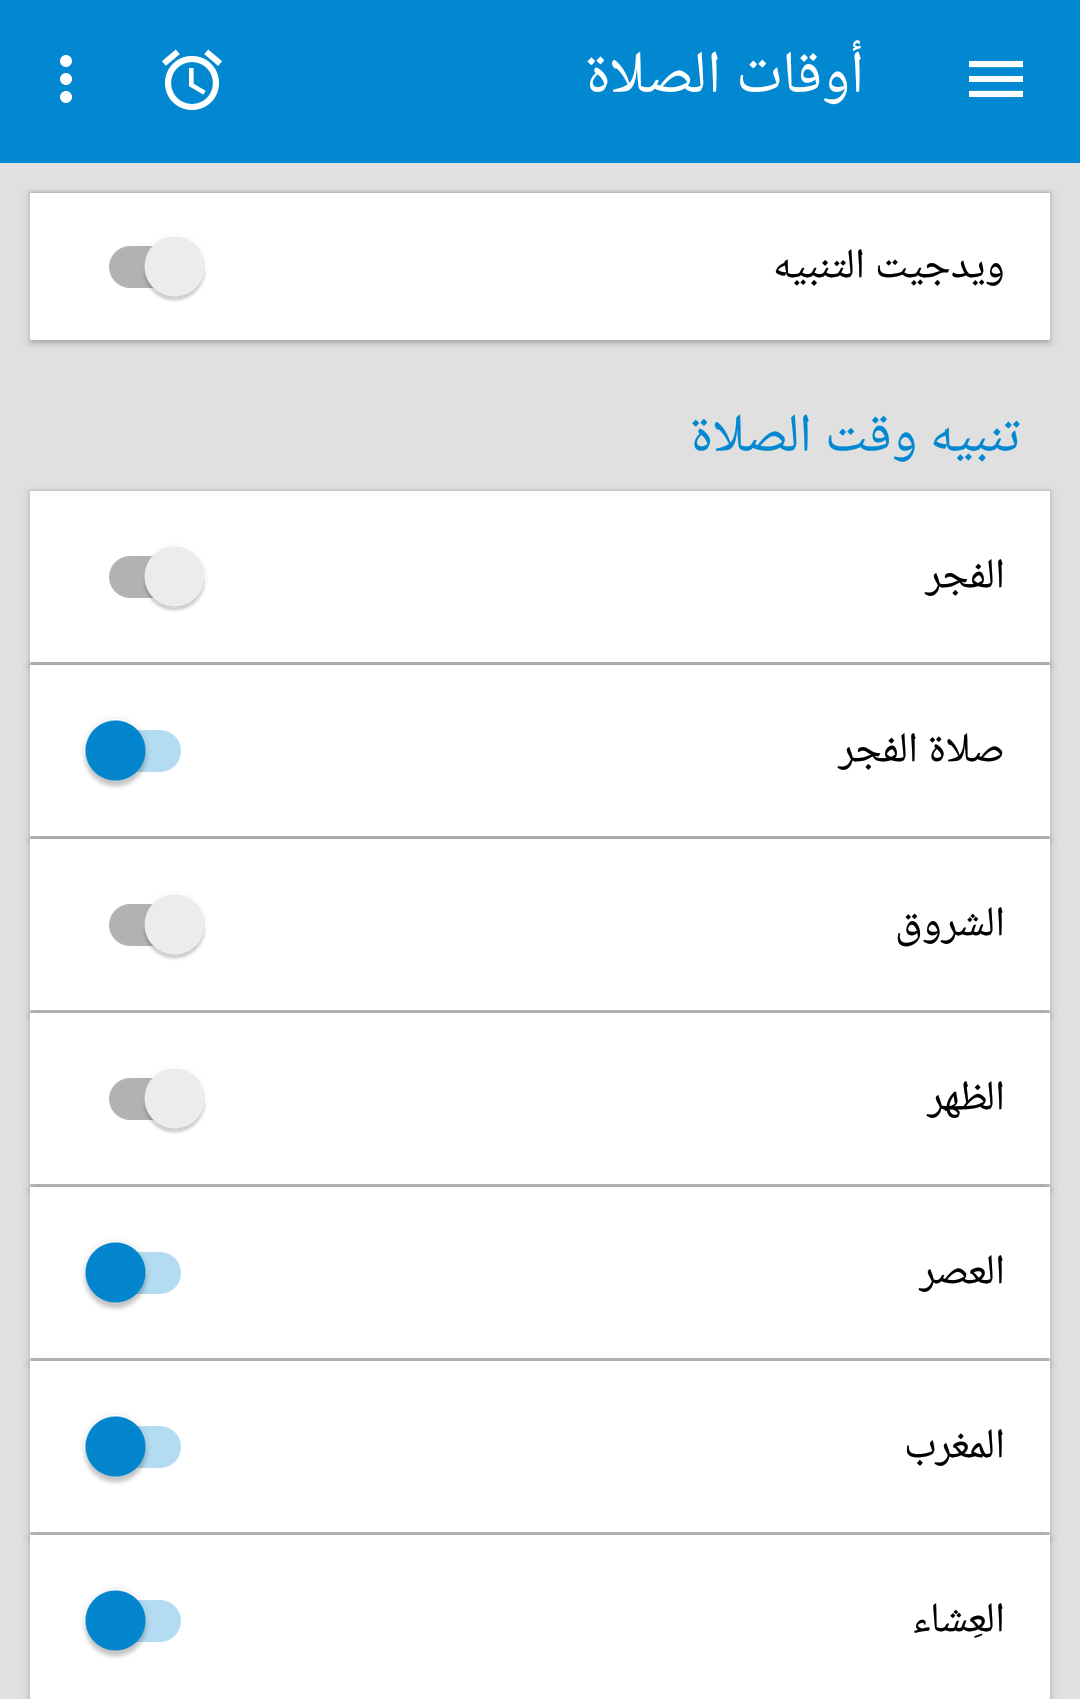 أوقات الصلاة
ويدجيت التنبيه
تنبيه وقت الصلاة
الفجر
صلاة الفجر
الشروق
الظهر
العصر
المغرب
العِشاء